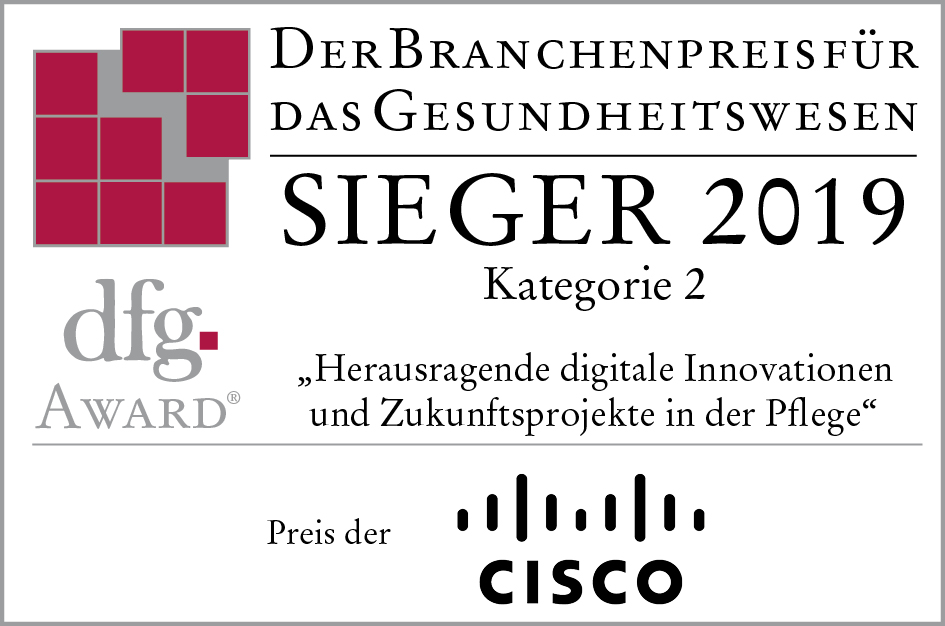 DER BRANCHENPREIS FÜR
DAS GESUNDHEITSWESEN
SIEGER 2019
Kategorie 2
dfg.
AWARD®
„Herausragende digitale Innovationen
und Zukunftsprojekte in der Pflege“
Preis der
CISCO